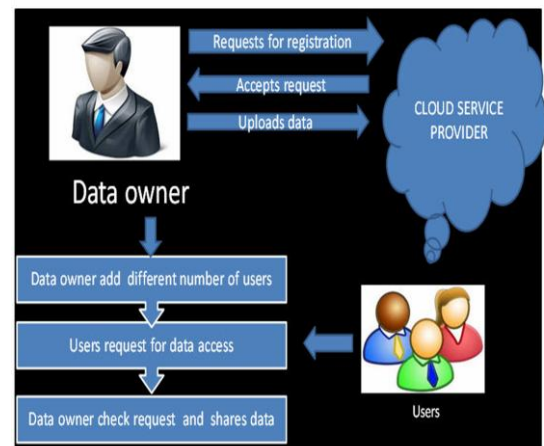 Requests for registration
Accepts request
Uploads data
CLOUD SERVICE
PROVIDER
Data owner
Data owner add different number of users
Users request for data access
Data owner check request and shares data
Users